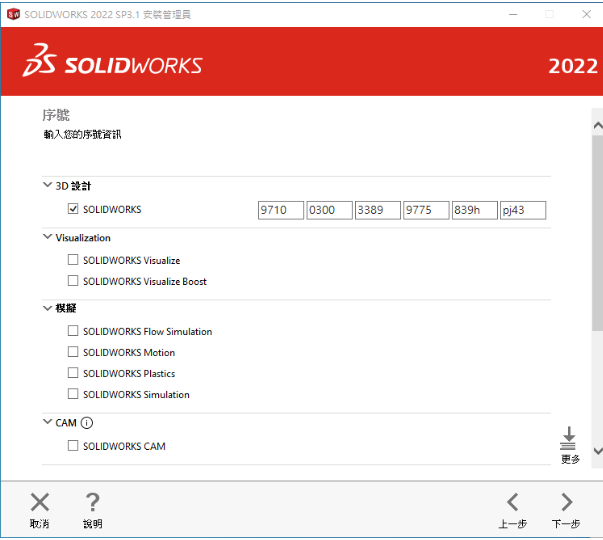 SOLIDWORKS 2022 SP3.1 安裝管理員
SOLIDWORKS
2022
序號
輸入您的序號資訊
3D 設計
SOLIDWORKS 9710 0300 3389 9775 839h pj43
Visualization
SOLIDWORKS Visualize
SOLIDWORKS Visualize Boost
模擬
SOLIDWORKS Flow Simulation
SOLIDWORKS Motion
SOLIDWORKS Plastics
SOLIDWORKS Simulation
CAM
SOLIDWORKS CAM
更多
取消 說明 上一步 下一步